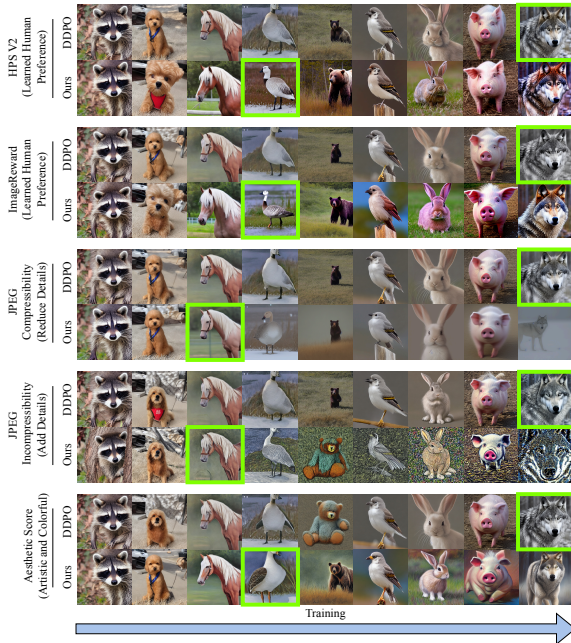 HPS V2
(Learned Human
Preference)
DDPO
Ours
ImageReward
(Learned Human
Preference)
DDPO
Ours
JPEG
Compressibility
(Reduce Details)
DDPO
Ours
JPEG
Incompressibility
(Add Details)
DDPO
Ours
Aesthetic Score
(Artistic and Colorful)
DDPO
Ours
Training